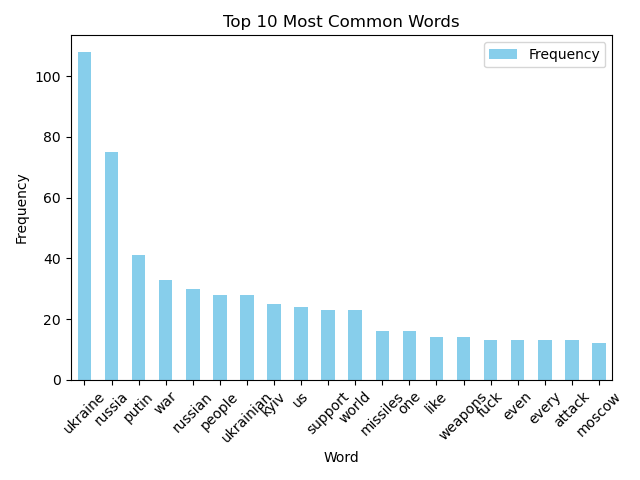 Top 10 Most Common Words
Frequency
100
80
60
40
20
0
Frequency
ukraine
russia
putin
war
russian
people
ukrainian
kyiv
us
support
world
missiles
one
like
weapons
fuck
even
every
attack
moscow
Word